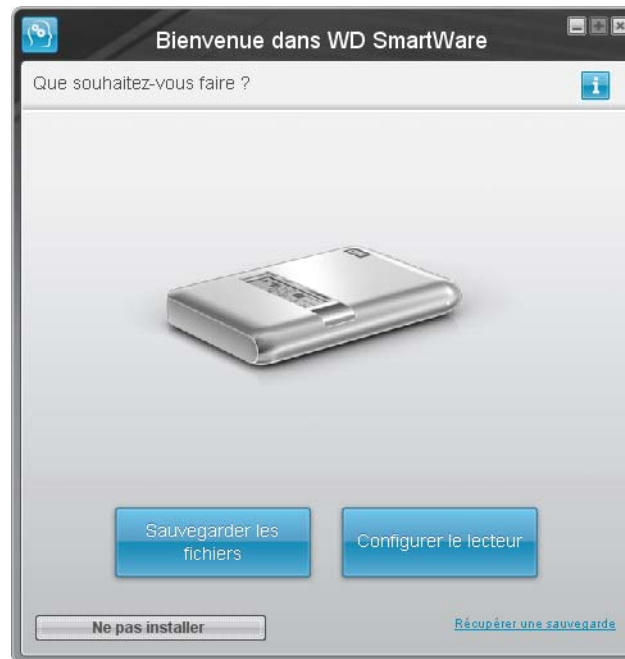 Bienvenue dans WD SmartWare
Que souhaitez-vous faire ?
Sauvegarder les
fichiers
Configurer le lecteur
Ne pas installer
Récupérer une sauvegarde